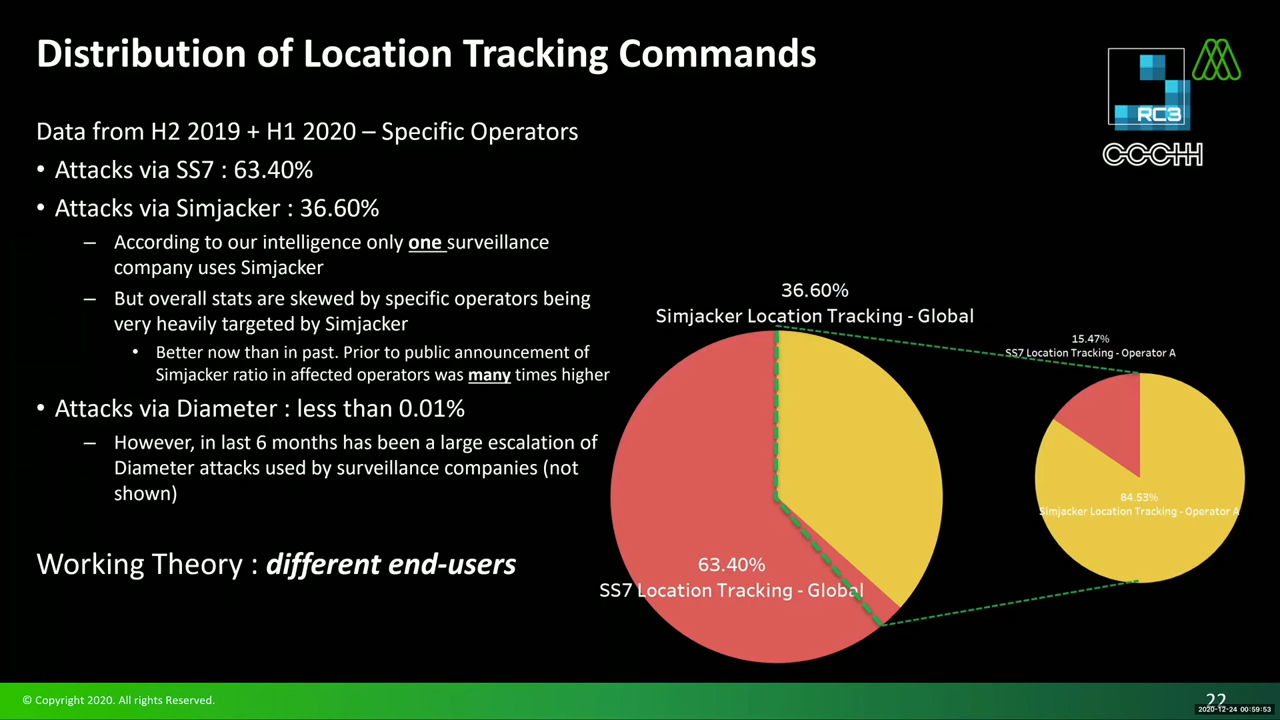 Distribution of Location Tracking Commands
RC3
CCCHH
Data from H2 2019 + H1 2020 – Specific Operators
• Attacks via SS7 : 63.40%
• Attacks via Simjacker : 36.60%
– According to our intelligence only one surveillance
company uses Simjacker
– But overall stats are skewed by specific operators being
very heavily targeted by Simjacker
• Better now than in past. Prior to public announcement of
Simjacker ratio in affected operators was many times higher
• Attacks via Diameter : less than 0.01%
– However, in last 6 months has been a large escalation of
Diameter attacks used by surveillance companies (not
shown)
Working Theory : different end-users
36.60%
Simjacker Location Tracking - Global
63.40%
SS7 Location Tracking - Global
15.47%
SS7 Location Tracking - Operator A
84.53%
Simjacker Location Tracking - Operator A
© Copyright 2020. All rights Reserved.
22
2020-12-24 00:59:53